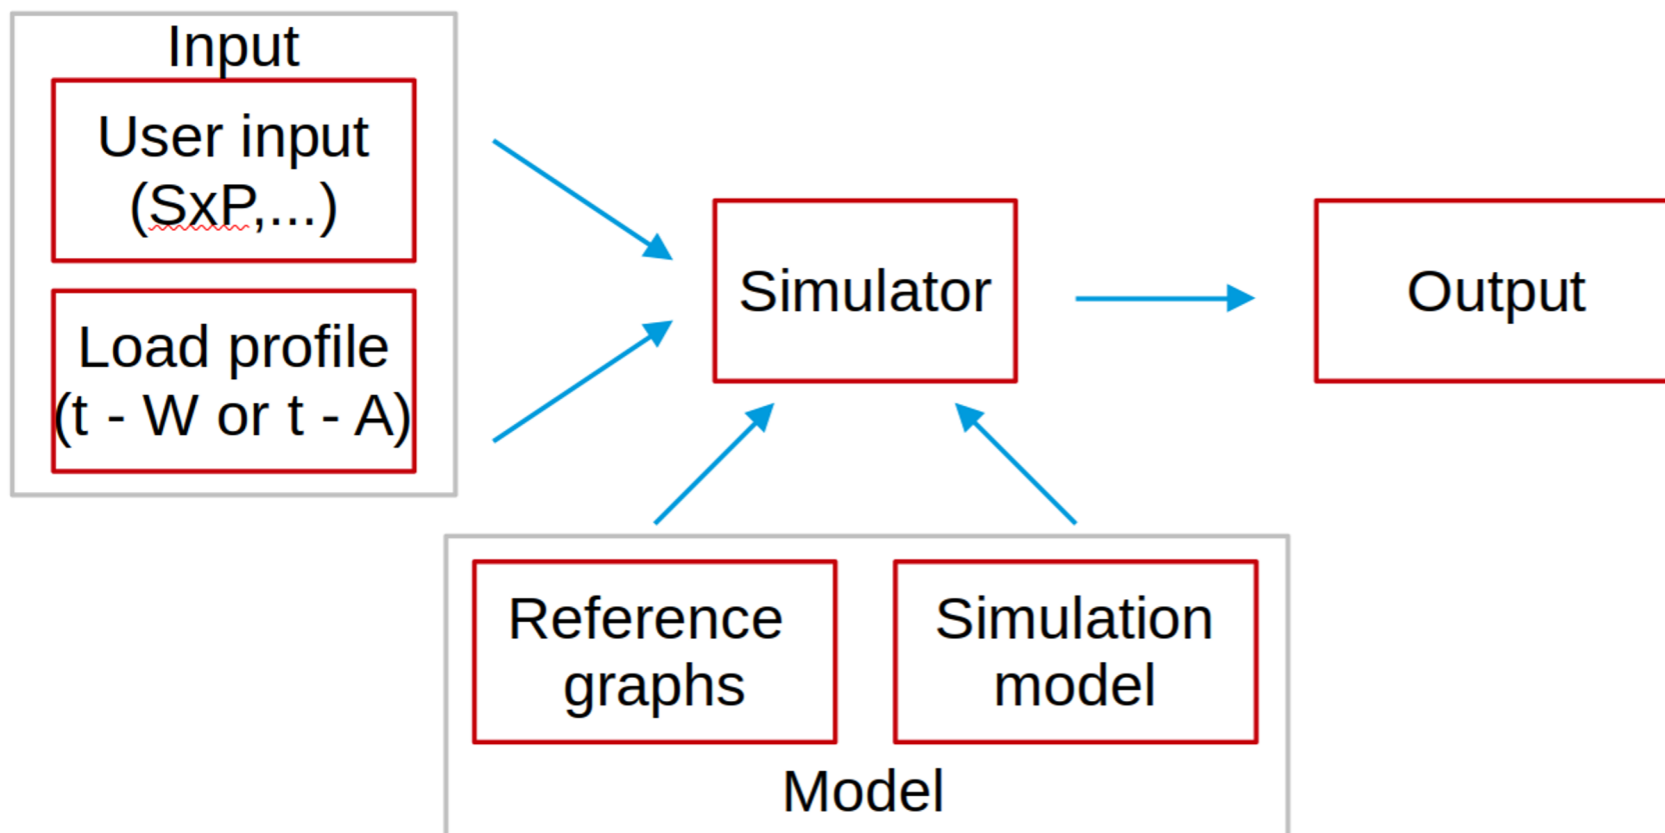 Input
User input
(SxP,...)
Load profile
(t - W or t - A)
Simulator
Output
Reference
graphs
Simulation
model
Model